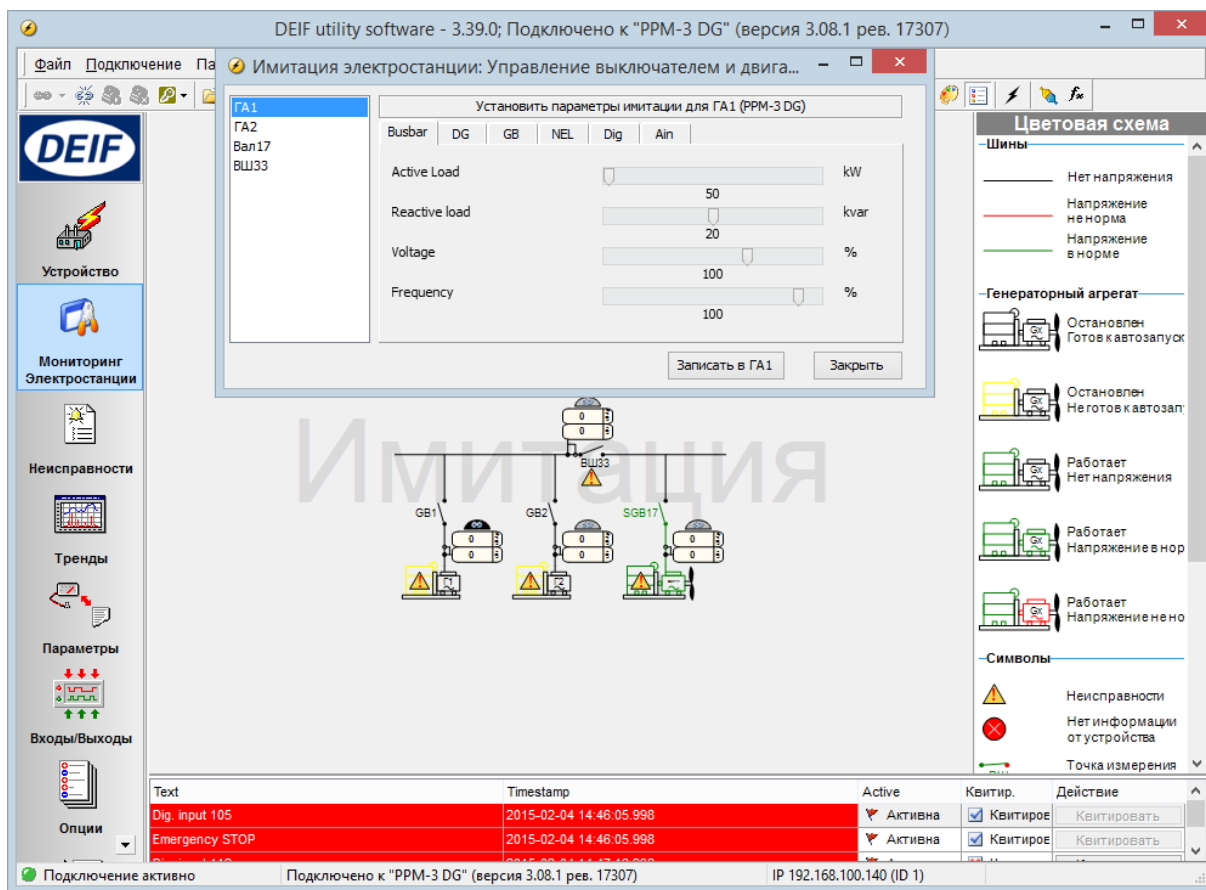 DEIF utility software - 3.39.0; Подключено к "PPM-3 DG" (версия 3.08.1 рев. 17307)
Файл Подключение Па
Имитация электростанции: Управление выключателем и двига...
ГА1
ГА2
Вал17
ВШ33
Установить параметры имитации для ГА1 (PPM-3 DG)
Busbar DG GB NEL Dig Ain
Active Load kW
50
Reactive load kvar
20
Voltage %
100
Frequency %
100
Записать в ГА1 Закрыть
DEIF
Устройство
Мониторинг
Электростанции
Неисправности
Тренды
Параметры
Входы/Выходы
Опции
Имитация
0
0
ВШ33
GB1 GB2 SGB17
0 0 0
0 0 0
Г1 Г2
Цветовая схема
Шины
Нет напряжения
Напряжение
не норма
Напряжение
в норме
Генераторный агрегат
Gx Остановлен
Готов к автозапуск
Gx Остановлен
Не готов к автозап
Gx Работает
Нет напряжения
Gx Работает
Напряжение в нор
Gx Работает
Напряжение не но
Символы
Неисправности
Нет информации
от устройства
Точка измерения
Text Timestamp Active Квитир. Действие
Dig. input 105 2015-02-04 14:46:05.998 Активна Квитирое Квитировать
Emergency STOP 2015-02-04 14:46:05.998 Активна Квитирое Квитировать
Подключение активно Подключено к "PPM-3 DG" (версия 3.08.1 рев. 17307) IP 192.168.100.140 (ID 1)